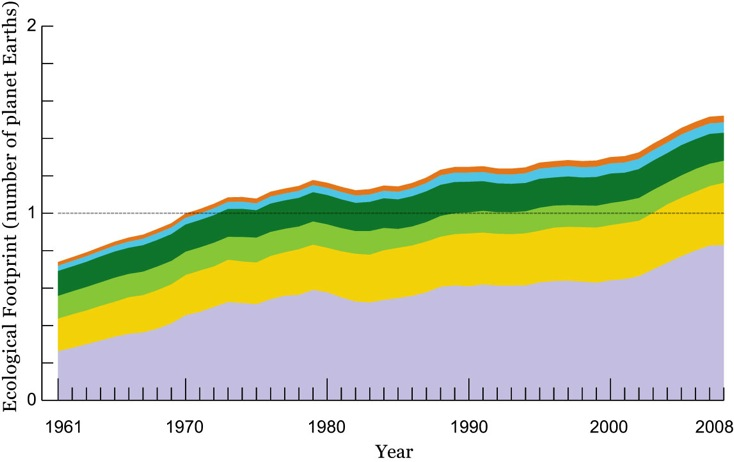 Ecological Footprint (number of planet Earths)
2
1
0
1961 1970 1980 1990 2000 2008
Year